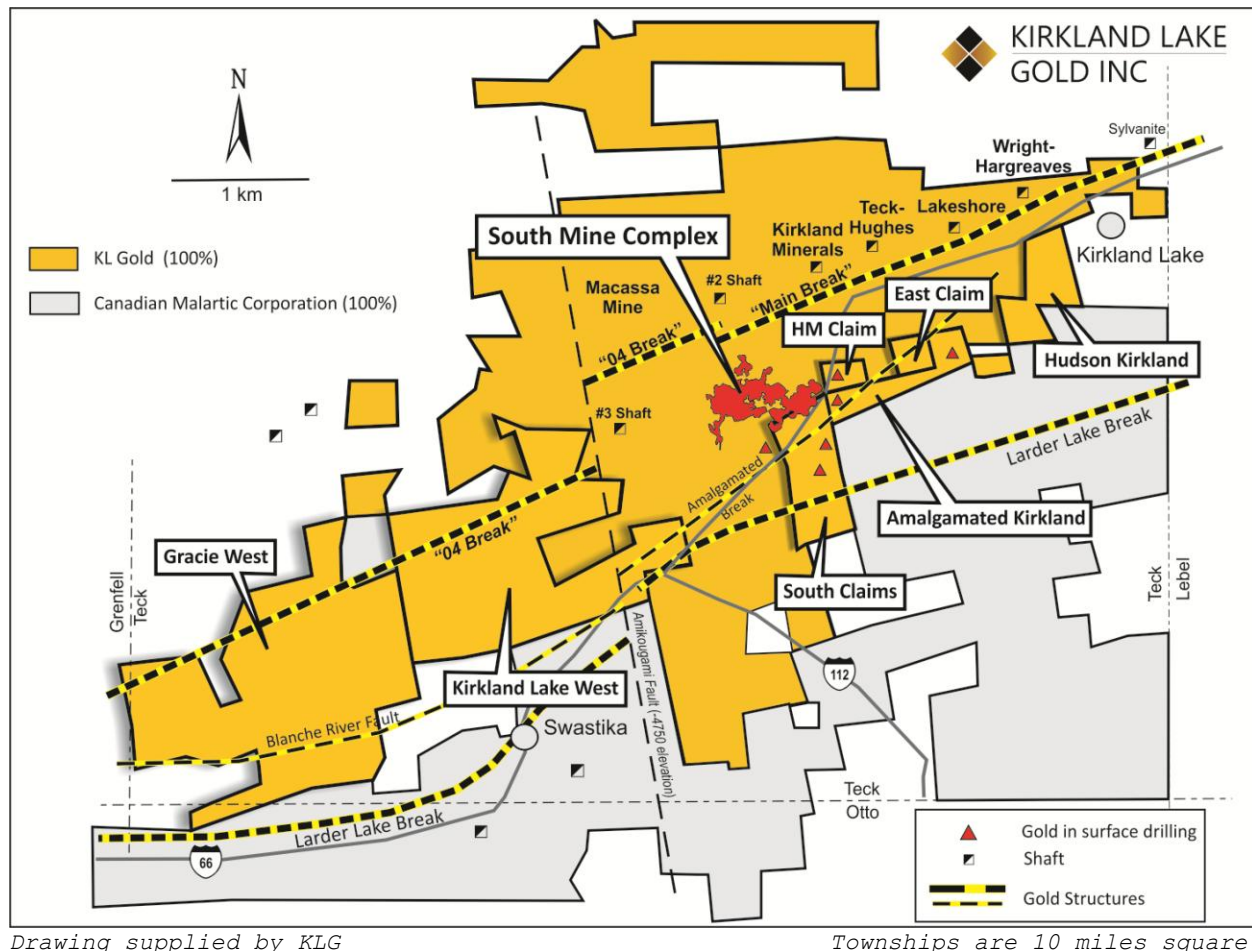 KIRKLAND LAKE
GOLD INC
N
1 km
KL Gold (100%)
Canadian Malartic Corporation (100%)
Sylvanite
Wright-
Hargreaves
Lakeshore
Teck-
Hughes
Kirkland
Minerals
South Mine Complex
#2 Shaft
Macassa
Mine
Kirkland Lake
"Main Break"
East Claim
HM Claim
"04 Break"
Hudson Kirkland
#3 Shaft
Larder Lake Break
Amalgamated
Break
Amalgamated Kirkland
"04 Break"
Gracie West
South Claims
Grenfell
Teck
Teck
Lebel
Kirkland Lake West
Amikougami Fault (-4750 elevation)
112
Blanche River Fault
Swastika
Teck
Otto
Larder Lake Break
66
Gold in surface drilling
Shaft
Gold Structures
Drawing supplied by KLG
Townships are 10 miles square